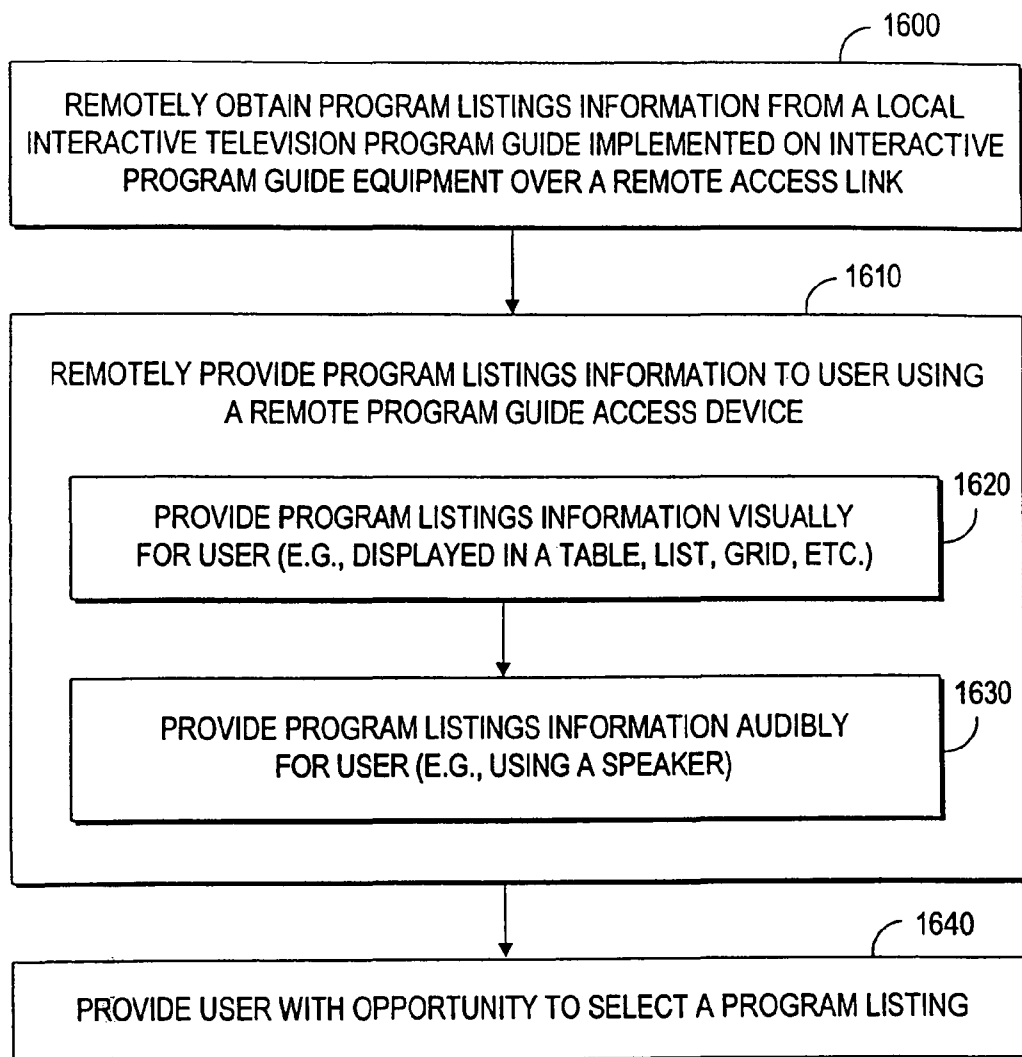 1600
REMOTELY OBTAIN PROGRAM LISTINGS INFORMATION FROM A LOCAL
INTERACTIVE TELEVISION PROGRAM GUIDE IMPLEMENTED ON INTERACTIVE
PROGRAM GUIDE EQUIPMENT OVER A REMOTE ACCESS LINK
1610
REMOTELY PROVIDE PROGRAM LISTINGS INFORMATION TO USER USING
A REMOTE PROGRAM GUIDE ACCESS DEVICE
1620
PROVIDE PROGRAM LISTINGS INFORMATION VISUALLY
FOR USER (E.G., DISPLAYED IN A TABLE, LIST, GRID, ETC.)
1630
PROVIDE PROGRAM LISTINGS INFORMATION AUDIBLY
FOR USER (E.G., USING A SPEAKER)
1640
PROVIDE USER WITH OPPORTUNITY TO SELECT A PROGRAM LISTING